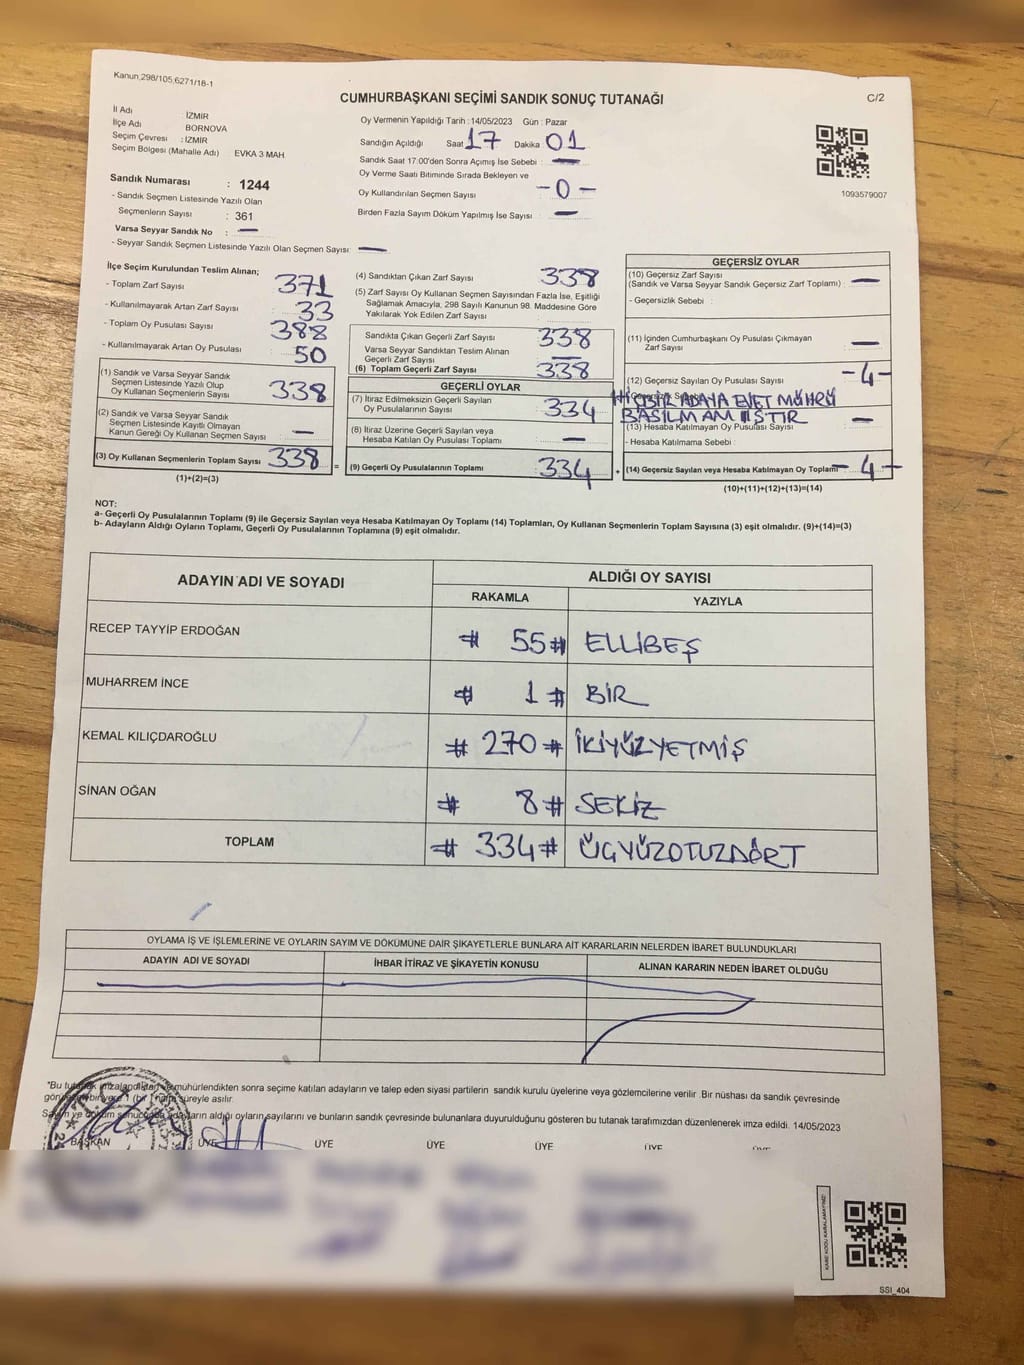 Kanun,298/105,6271/18-1
C/2
CUMHURBAŞKANI SEÇİMİ SANDIK SONUÇ TUTANAĞI
İl Adı İZMİR
İlçe Adı BORNOVA
Seçim Çevresi : İZMİR
Seçim Bölgesi (Mahalle Adı) EVKA 3 MAH
Sandık Numarası : 1244
- Sandık Seçmen Listesinde Yazılı Olan
Seçmenlerin Sayısı : 361
Varsa Seyyar Sandık No : —
- Seyyar Sandık Seçmen Listesinde Yazılı Olan Seçmen Sayısı: —
Oy Vermenin Yapıldığı Tarih :14/05/2023 Gün : Pazar
Sandığın Açıldığı Saat 17 Dakika 01
Sandık Saat 17:00'den Sonra Açımış İse Sebebi : —
Oy Verme Saati Bitiminde Sırada Bekleyen ve
Oy Kullandırılan Seçmen Sayısı - 0 -
Birden Fazla Sayım Döküm Yapılmış İse Sayısı : —
1093579007
İlçe Seçim Kurulundan Teslim Alınan;
- Toplam Zarf Sayısı : 371
- Kullanılmayarak Artan Zarf Sayısı : 33
- Toplam Oy Pusulası Sayısı : 388
- Kullanılmayarak Artan Oy Pusulası : 50
(1) Sandık ve Varsa Seyyar Sandık
Seçmen Listesinde Yazılı Olup
Oy Kullanan Seçmenlerin Sayısı : 338
(2) Sandık ve Varsa Seyyar Sandık
Seçmen Listesinde Kayıtlı Olmayan
Kanun Gereği Oy Kullanan Seçmen Sayısı : —
(3) Oy Kullanan Seçmenlerin Toplam Sayısı : 338 =
(1)+(2)=(3)
(4) Sandıktan Çıkan Zarf Sayısı : 338
(5) Zarf Sayısı Oy Kullanan Seçmen Sayısından Fazla İse, Eşitliği
Sağlamak Amacıyla, 298 Sayılı Kanunun 98. Maddesine Göre
Yakılarak Yok Edilen Zarf Sayısı :
Sandıkta Çıkan Geçerli Zarf Sayısı : 338
Varsa Seyyar Sandıktan Teslim Alınan
Geçerli Zarf Sayısı : —
(6) Toplam Geçerli Zarf Sayısı : 338
GEÇERLİ OYLAR
(7) İtiraz Edilmeksizin Geçerli Sayılan
Oy Pusulalarının Sayısı : 334
(8) İtiraz Üzerine Geçerli Sayılan veya
Hesaba Katılan Oy Pusulası Toplamı : —
(9) Geçerli Oy Pusulalarının Toplamı : 334 +
GEÇERSİZ OYLAR
(10) Geçersiz Zarf Sayısı
(Sandık ve Varsa Seyyar Sandık Geçersiz Zarf Toplamı) : —
- Geçersizlik Sebebi :
(11) İçinden Cumhurbaşkanı Oy Pusulası Çıkmayan
Zarf Sayısı : —
(12) Geçersiz Sayılan Oy Pusulası Sayısı : - 4 -
HİÇBİR ADAYA EVET MÜHRÜ
BASILMAMIŞTIR
(13) Hesaba Katılmayan Oy Pusulası Sayısı : —
- Hesaba Katılmama Sebebi :
(14) Geçersiz Sayılan veya Hesaba Katılmayan Oy Toplamı : - 4 -
(10)+(11)+(12)+(13)=(14)
NOT:
a- Geçerli Oy Pusulalarının Toplamı (9) ile Geçersiz Sayılan veya Hesaba Katılmayan Oy Toplamı (14) Toplamları, Oy Kullanan Seçmenlerin Toplam Sayısına (3) eşit olmalıdır. (9)+(14)=(3)
b- Adayların Aldığı Oyların Toplamı, Geçerli Oy Pusulalarının Toplamına (9) eşit olmalıdır.
ADAYIN ADI VE SOYADI ALDIĞI OY SAYISI
RAKAMLA YAZIYLA
RECEP TAYYİP ERDOĞAN # 55# ELLİBEŞ
MUHARREM İNCE # 1 # BİR
KEMAL KILIÇDAROĞLU # 270 # İKİYÜZYETMİŞ
SİNAN OĞAN # 8# SEKİZ
TOPLAM # 334# ÜÇYÜZOTUZDÖRT
OYLAMA İŞ VE İŞLEMLERİNE VE OYLARIN SAYIM VE DÖKÜMÜNE DAİR ŞİKAYETLERLE BUNLARA AİT KARARLARIN NELERDEN İBARET BULUNDUKLARI
ADAYIN ADI VE SOYADI İHBAR İTİRAZ VE ŞİKAYETİN KONUSU ALINAN KARARIN NEDEN İBARET OLDUĞU
"Bu tutanak imzalandıktan ve mühürlendikten sonra seçime katılan adayların ve talep eden siyasi partilerin sandık kurulu üyelerine veya gözlemcilerine verilir. Bir nüshası da sandık çevresinde
bir yere 1 (bir) hafta süreyle asılır.
Sayım ve döküm sonucunda adayların aldığı oyların sayılarını ve bunların sandık çevresinde bulunanlara duyurulduğunu gösteren bu tutanak tarafımızdan düzenlenerek imza edildi. 14/05/2023
BAŞKAN ÜYE ÜYE ÜYE ÜYE ÜYE
SSI_404